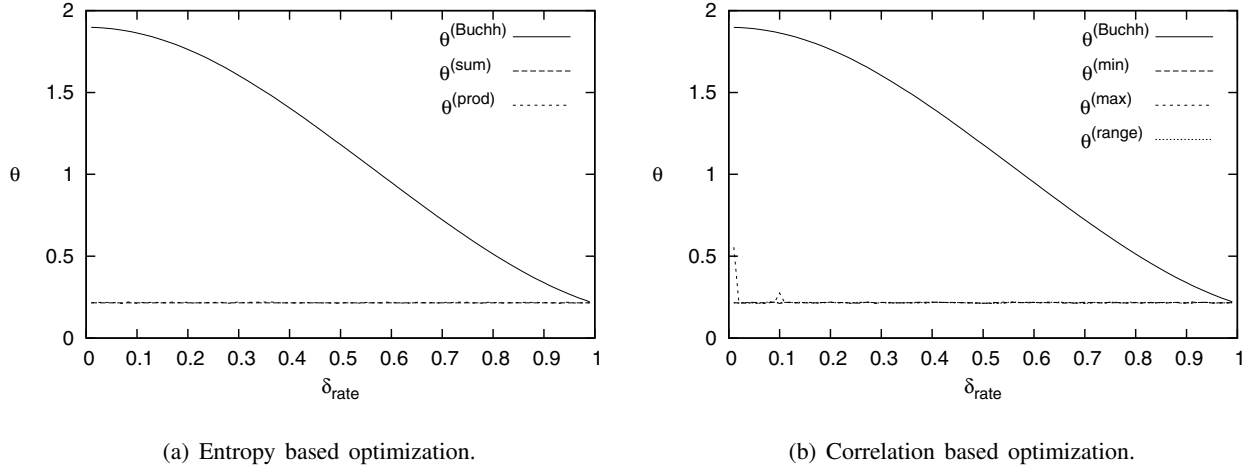 2
1.5
1
0.5
0
θ
θ(Buchh)
θ(sum)
θ(prod)
0 0.1 0.2 0.3 0.4 0.5 0.6 0.7 0.8 0.9 1
δrate
(a) Entropy based optimization.
2
1.5
1
0.5
0
θ
θ(Buchh)
θ(min)
θ(max)
θ(range)
0 0.1 0.2 0.3 0.4 0.5 0.6 0.7 0.8 0.9 1
δrate
(b) Correlation based optimization.